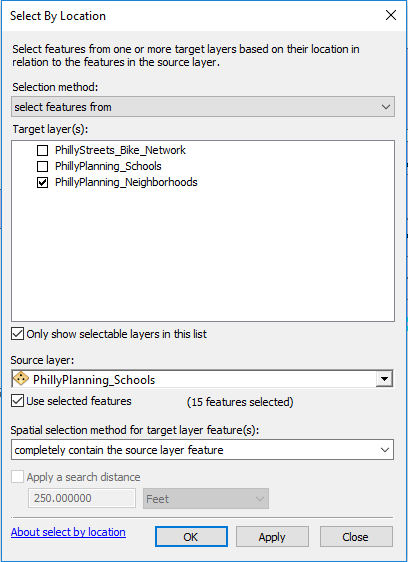 Select By Location
Select features from one or more target layers based on their location in
relation to the features in the source layer.
Selection method:
select features from
Target layer(s):
PhillyStreets_Bike_Network
PhillyPlanning_Schools
PhillyPlanning_Neighborhoods
Only show selectable layers in this list
Source layer:
PhillyPlanning_Schools
Use selected features (15 features selected)
Spatial selection method for target layer feature(s):
completely contain the source layer feature
Apply a search distance
250.000000 Feet
About select by location OK Apply Close